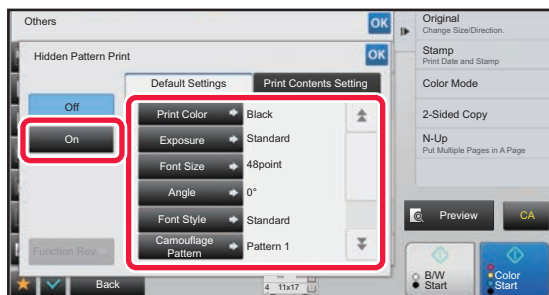 Others
OK
Hidden Pattern Print
OK
Default Settings
Print Contents Setting
Off
On
Print Color
Black
Exposure
Standard
Font Size
48point
Angle
0°
Font Style
Standard
Camouflage
Pattern
Pattern 1
Function Rev.
Back
4 11x17
Original
Change Size/Direction.
Stamp
Print Date and Stamp
Color Mode
2-Sided Copy
N-Up
Put Multiple Pages in A Page
Preview
CA
B/W
Start
Color
Start